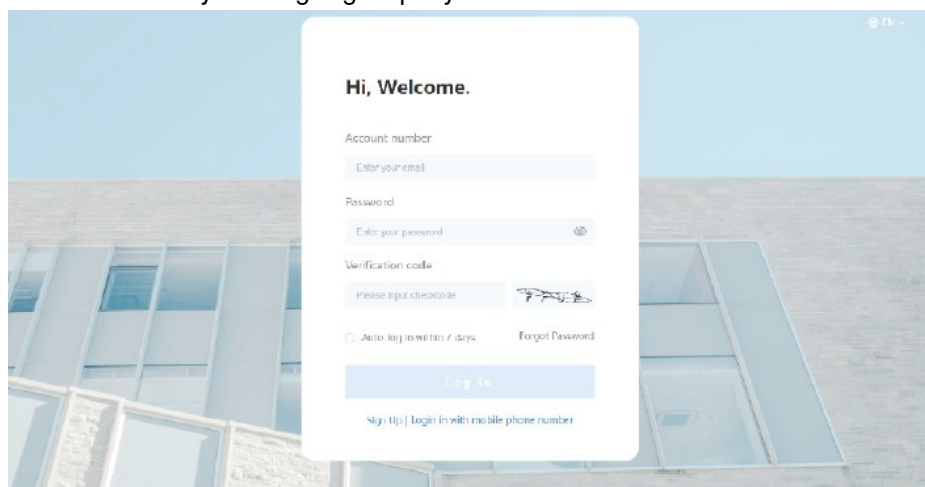 EN
Hi, Welcome.
Account number
Enter your email
Password
Enter your password
Verification code
Please input checkcode
Auto log in within 7 days Forgot Password
Log In
Sign Up | Login in with mobile phone number